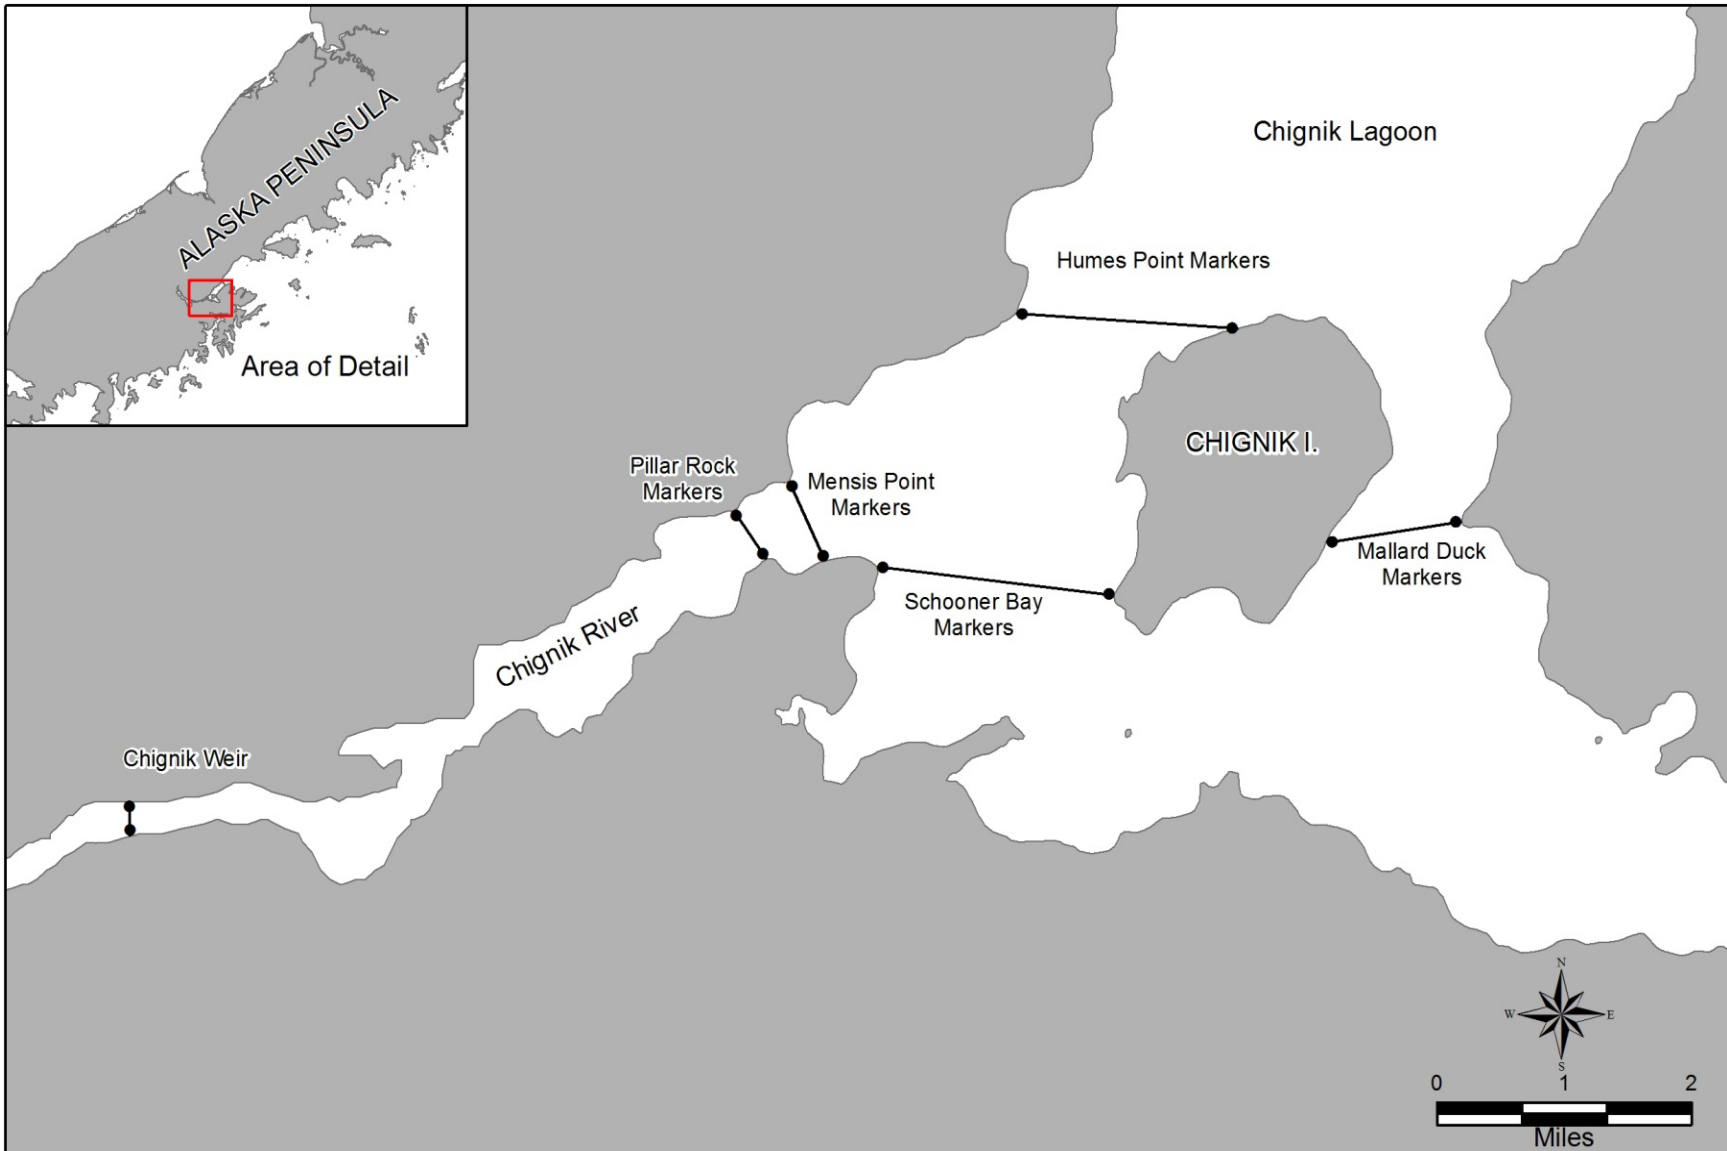 ALASKA PENINSULA
Area of Detail
Chignik Lagoon
Humes Point Markers
CHIGNIK I.
Pillar Rock
Markers
Mensis Point
Markers
Mallard Duck
Markers
Schooner Bay
Markers
Chignik River
Chignik Weir
N
W
E
S
0 1 2
Miles